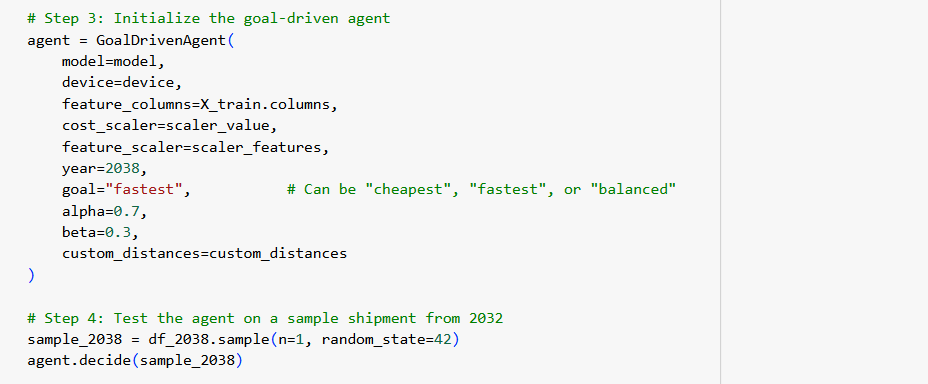 # Step 3: Initialize the goal-driven agent
agent = GoalDrivenAgent(
    model=model,
    device=device,
    feature_columns=X_train.columns,
    cost_scaler=scaler_value,
    feature_scaler=scaler_features,
    year=2038,
    goal="fastest",           # Can be "cheapest", "fastest", or "balanced"
    alpha=0.7,
    beta=0.3,
    custom_distances=custom_distances
)
# Step 4: Test the agent on a sample shipment from 2032
sample_2038 = df_2038.sample(n=1, random_state=42)
agent.decide(sample_2038)